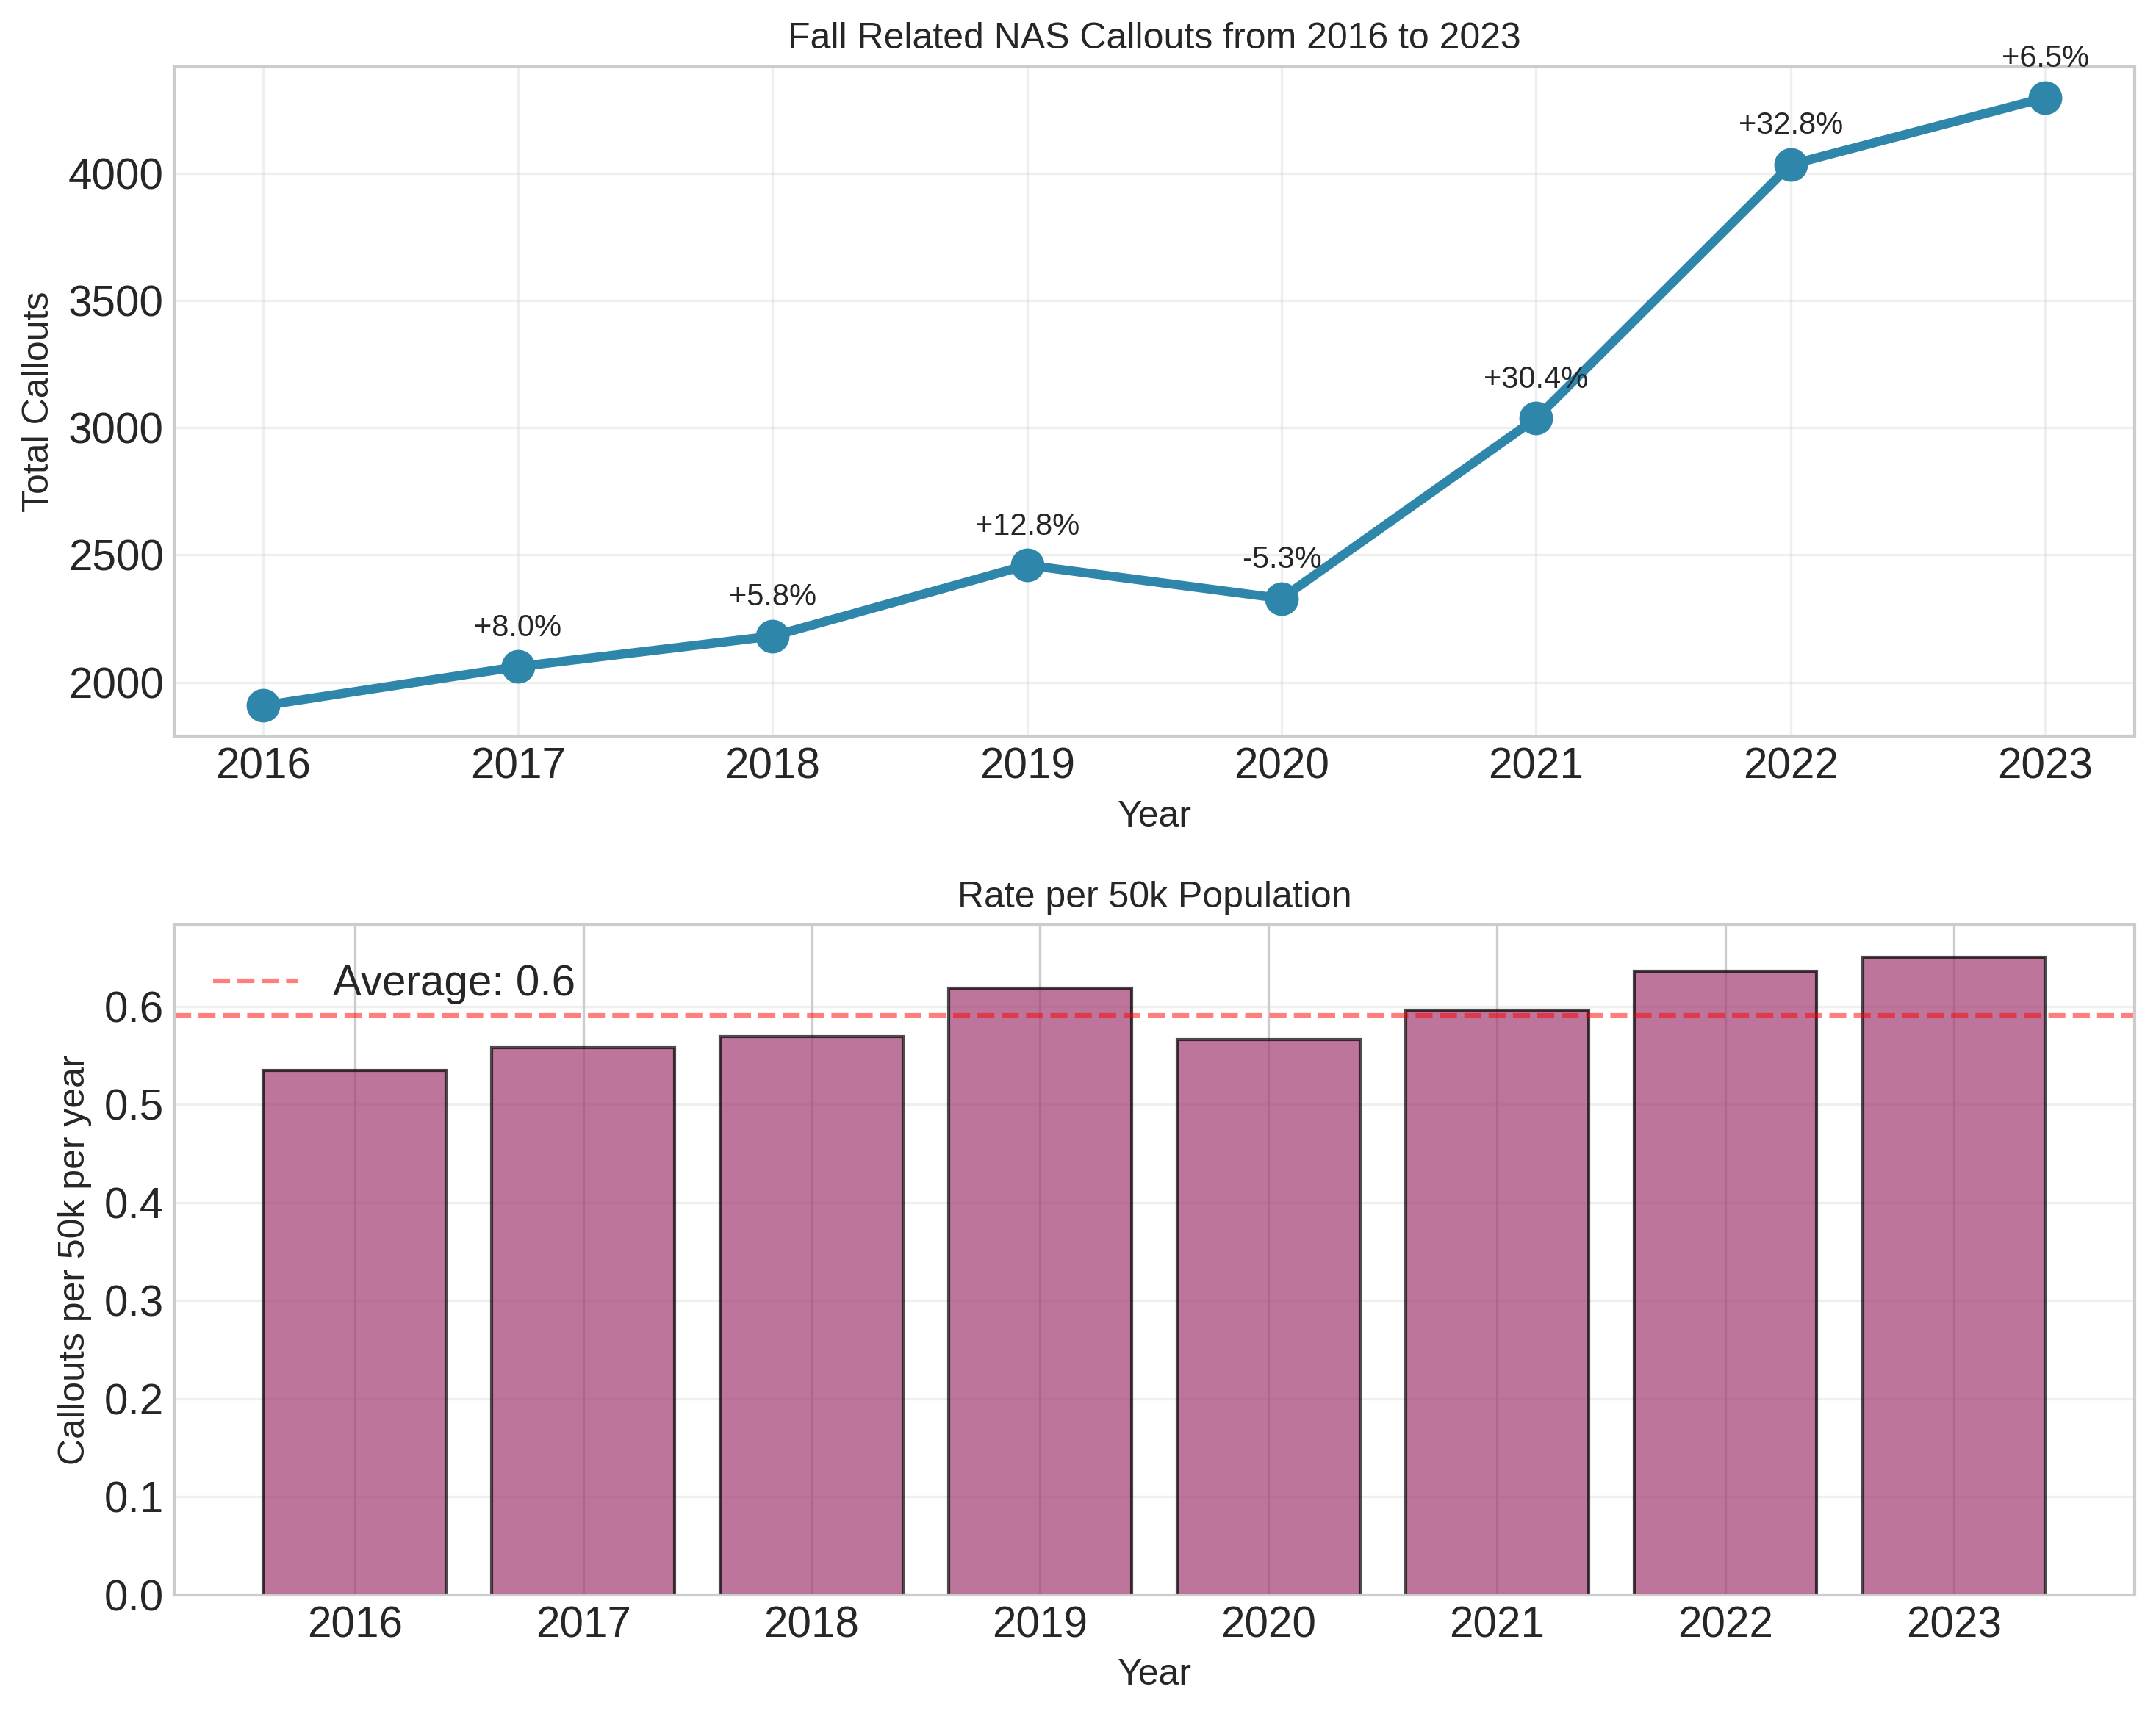 Fall Related NAS Callouts from 2016 to 2023
+6.5%
+32.8%
4000
3500
+30.4%
3000
Total Callouts
+12.8%
2500
-5.3%
+5.8%
+8.0%
2000
2016 2017 2018 2019 2020 2021 2022 2023
Year
Rate per 50k Population
Average: 0.6
0.6
0.5
0.4
0.3
0.2
0.1
0.0
Callouts per 50k per year
2016 2017 2018 2019 2020 2021 2022 2023
Year